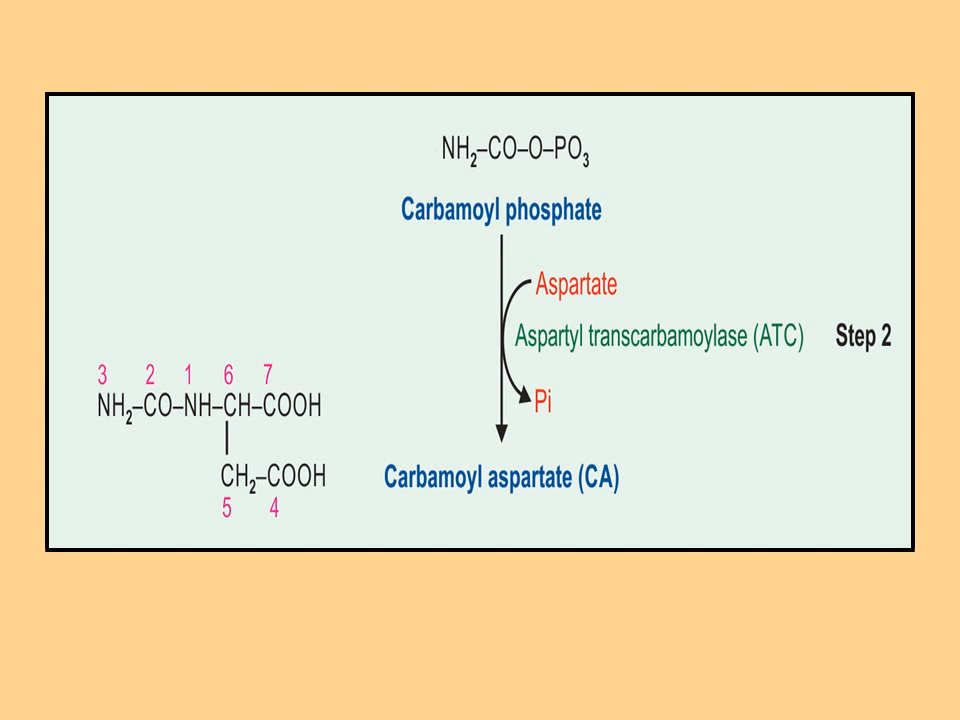 NH₂–CO–O–PO₃
Carbamoyl phosphate
Aspartate
Aspartyl transcarbamoylase (ATC) Step 2
Pi
3 2 1 6 7
NH₂–CO–NH–CH–COOH
CH₂–COOH
5 4
Carbamoyl aspartate (CA)